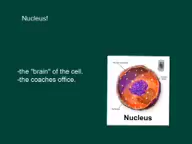 Nucleus!
-the "brain" of the cell.
-the coaches office.
Nucleus